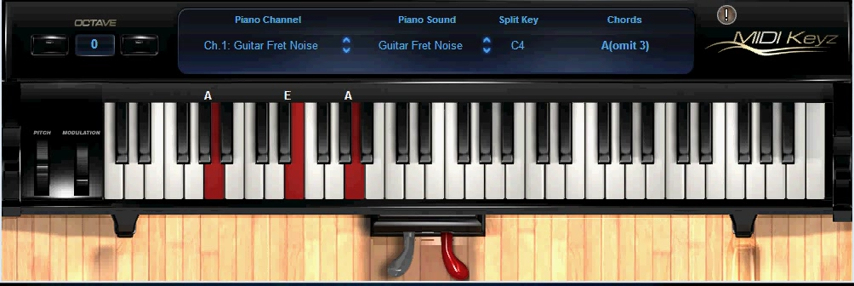 OCTAVE
0
Piano Channel
Ch.1: Guitar Fret Noise
Piano Sound
Guitar Fret Noise
Split Key
C4
Chords
A(omit 3)
!
MIDI Keyz
A E A
PITCH MODULATION